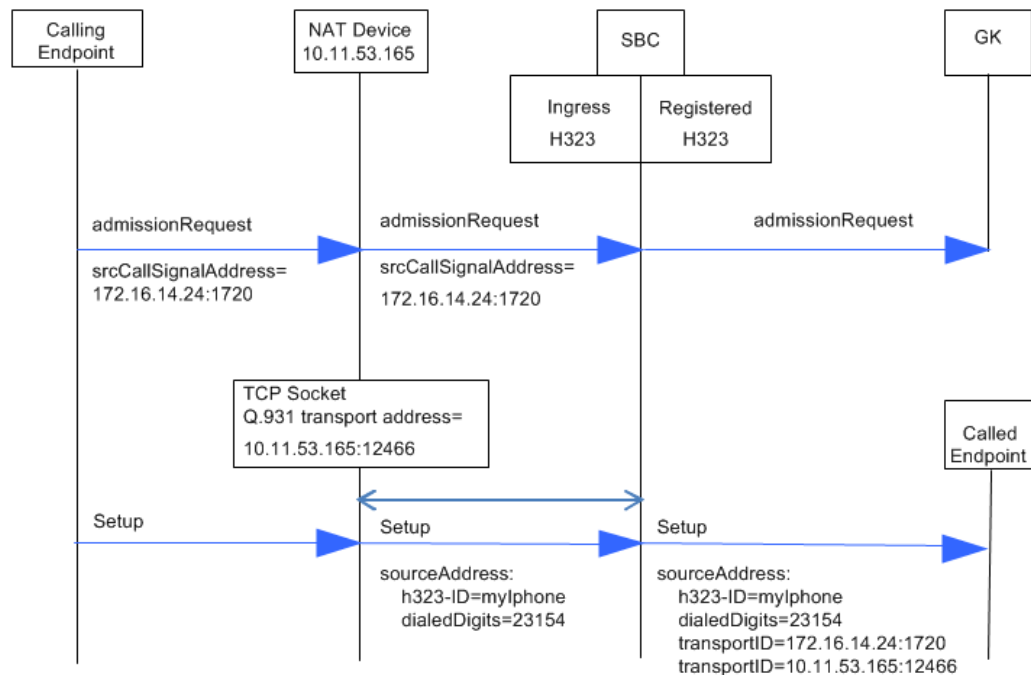 Calling
Endpoint
NAT Device
10.11.53.165
SBC
GK
Ingress
H323
Registered
H323
admissionRequest
admissionRequest
admissionRequest
srcCallSignalAddress=
172.16.14.24:1720
srcCallSignalAddress=
172.16.14.24:1720
TCP Socket
Q.931 transport address=
10.11.53.165:12466
Called
Endpoint
Setup
Setup
Setup
sourceAddress:
h323-ID=myIphone
dialedDigits=23154
sourceAddress:
h323-ID=myIphone
dialedDigits=23154
transportID=172.16.14.24:1720
transportID=10.11.53.165:12466